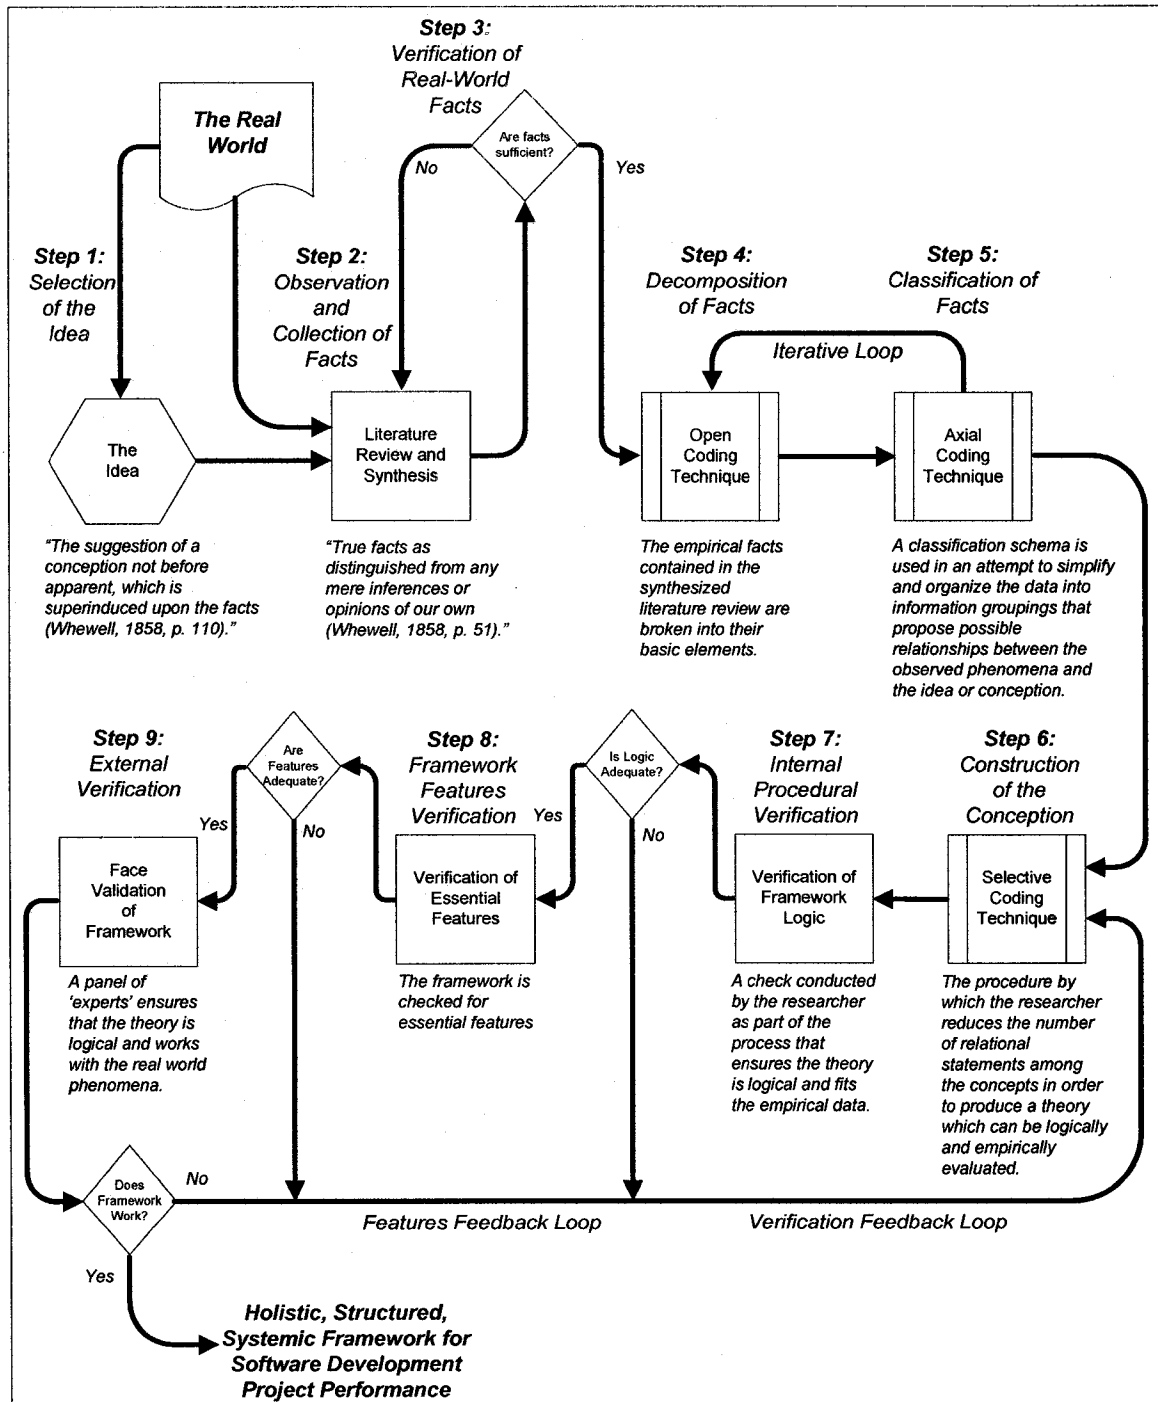 Step 3:
Verification of
Real-World
Facts
The Real
World
Are facts
sufficient?
No
Yes
Step 1:
Selection
of the
Idea
Step 2:
Observation
and
Collection of
Facts
Step 4:
Decomposition
of Facts
Step 5:
Classification of
Facts
Iterative Loop
The
Idea
Literature
Review and
Synthesis
Open
Coding
Technique
Axial
Coding
Technique
"The suggestion of a
conception not before
apparent, which is
superinduced upon the facts
(Whewell, 1858, p. 110)."
"True facts as
distinguished from any
mere inferences or
opinions of our own
(Whewell, 1858, p. 51)."
The empirical facts
contained in the
synthesized
literature review are
broken into their
basic elements.
A classification schema is
used in an attempt to simplify
and organize the data into
information groupings that
propose possible
relationships between the
observed phenomena and
the idea or conception.
Step 9:
External
Verification
Are
Features
Adequate?
Step 8:
Framework
Features
Verification
Is Logic
Adequate?
Step 7:
Internal
Procedural
Verification
Step 6:
Construction
of the
Conception
Yes
No
Yes
No
Face
Validation
of
Framework
Verification of
Essential
Features
Verification of
Framework
Logic
Selective
Coding
Technique
A panel of
'experts' ensures
that the theory is
logical and works
with the real world
phenomena.
The framework is
checked for
essential features
A check conducted
by the researcher
as part of the
process that
ensures the theory
is logical and fits
the empirical data.
The procedure by
which the researcher
reduces the number
of relational
statements among
the concepts in order
to produce a theory
which can be logically
and empirically
evaluated.
Does
Framework
Work?
No
Features Feedback Loop
Verification Feedback Loop
Yes
Holistic, Structured,
Systemic Framework for
Software Development
Project Performance